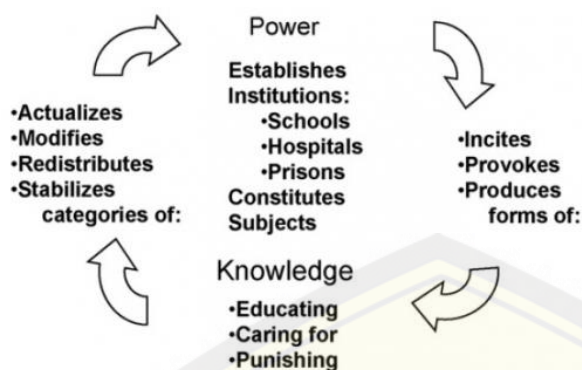 Power
Establishes
Institutions:
•Schools
•Hospitals
•Prisons
Constitutes
Subjects
•Incites
•Provokes
•Produces
forms of:
Knowledge
•Educating
•Caring for
•Punishing
•Actualizes
•Modifies
•Redistributes
•Stabilizes
categories of: